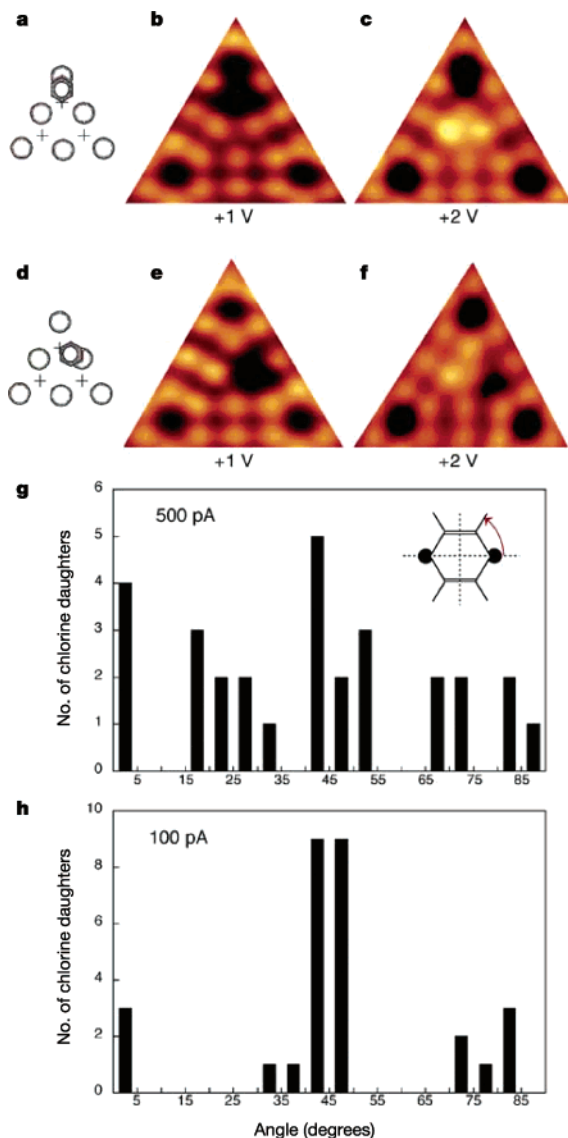 a
b
c
+1 V
+2 V
d
e
f
+1 V
+2 V
g
500 pA
No. of chlorine daughters
6
5
4
3
2
1
0
5 15 25 35 45 55 65 75 85
h
100 pA
No. of chlorine daughters
10
8
6
4
2
0
5 15 25 35 45 55 65 75 85
Angle (degrees)